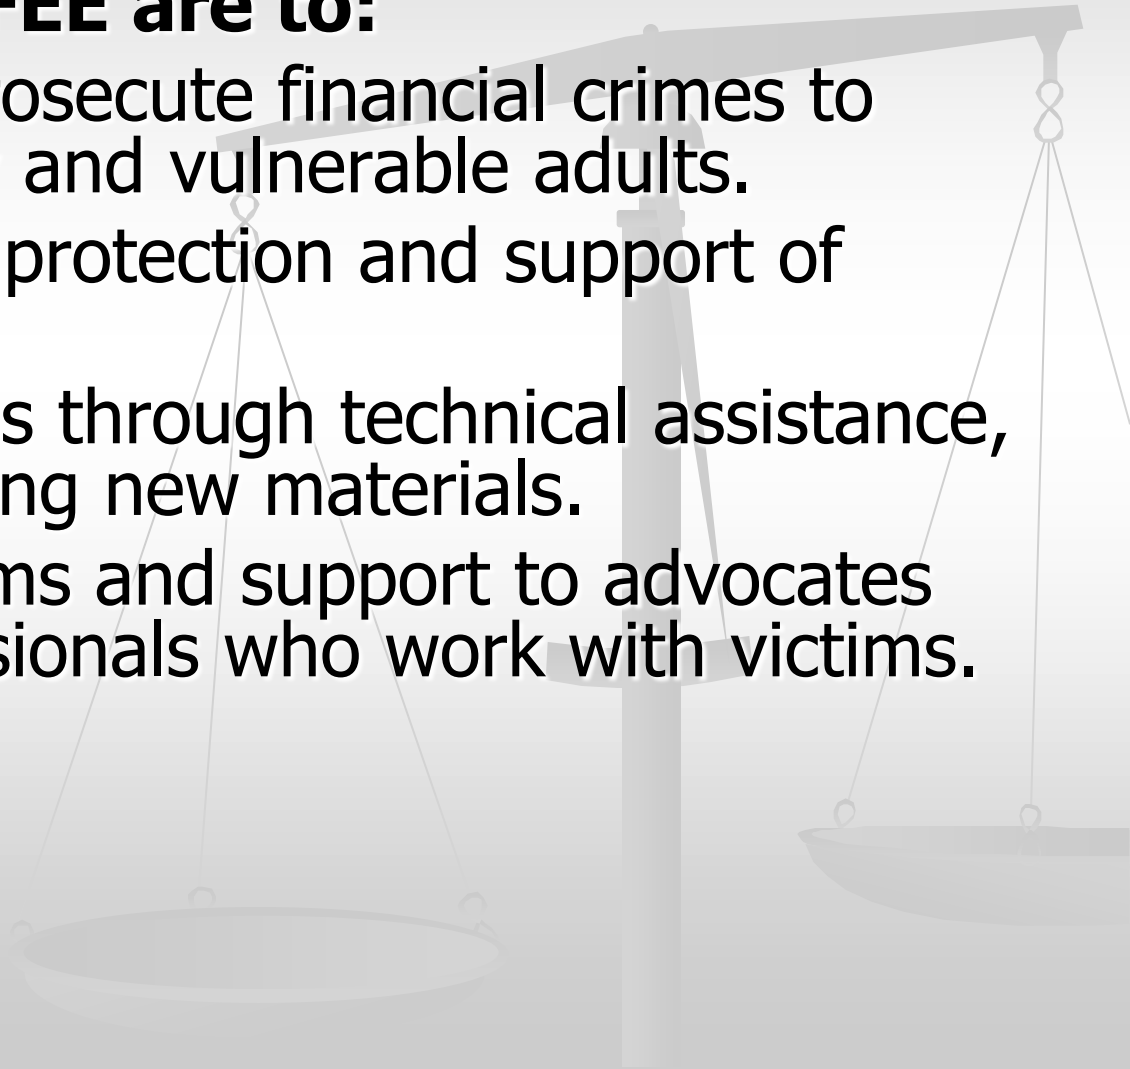 FEE are to:
osecute financial crimes to
and vulnerable adults.
protection and support of
s through technical assistance,
ng new materials.
ms and support to advocates
sionals who work with victims.